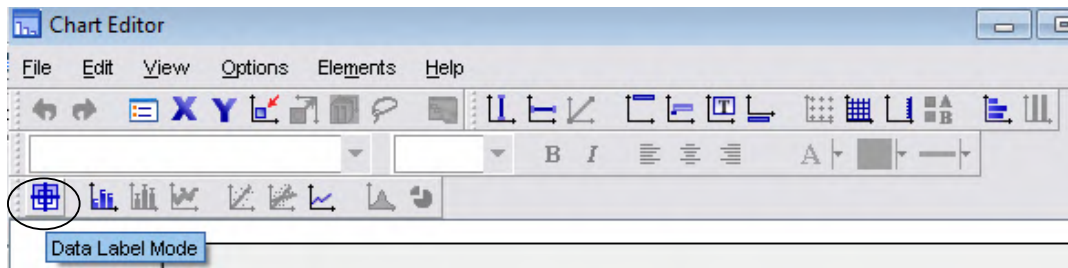 Chart Editor
File Edit View Options Elements Help
X Y T A B
B I A
Data Label Mode